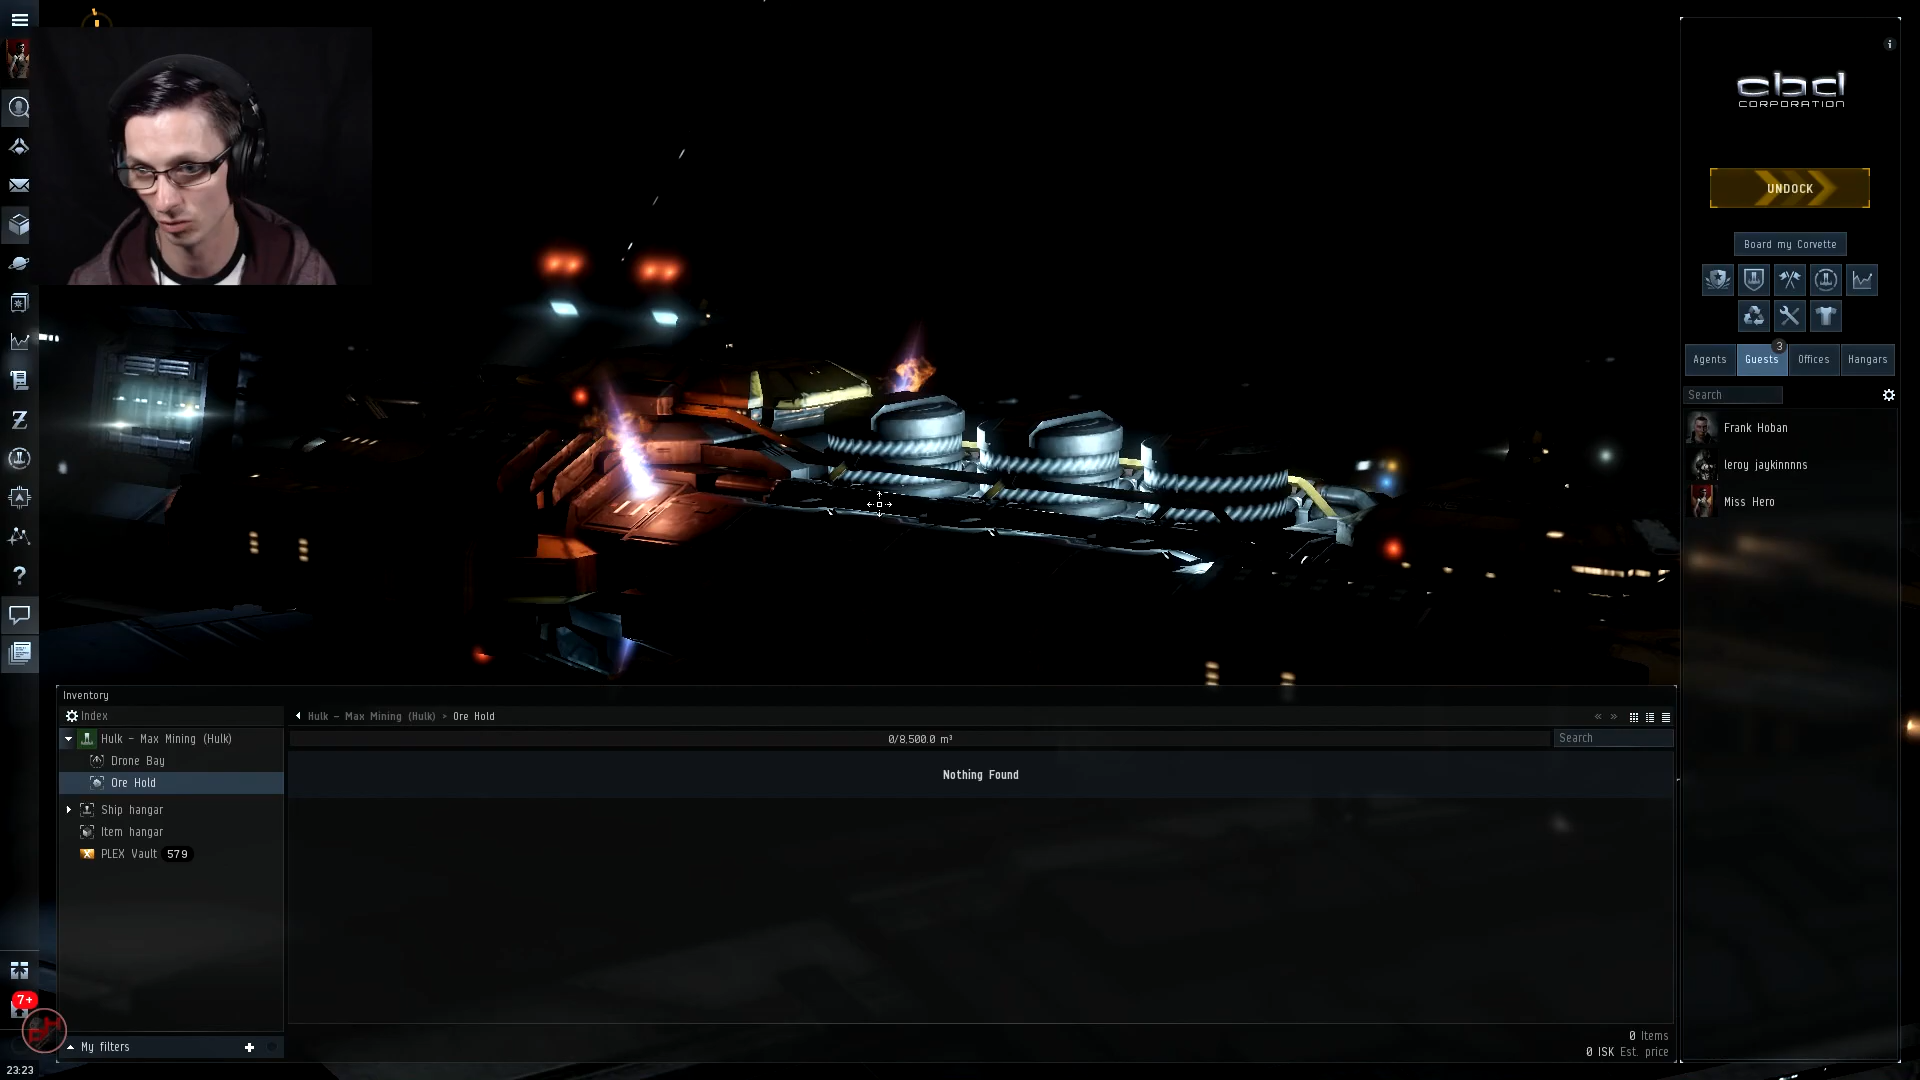 cbd
CORPORATION
UNDOCK
Board my Corvette
Agents
Guests
3
Offices
Hangars
Search
Frank Hoban
leroy jaykinnnns
Miss Hero
Inventory
Index
Hulk - Max Mining (Hulk)
Drone Bay
Ore Hold
Ship hangar
Item hangar
PLEX Vault 579
My filters
Hulk - Max Mining (Hulk) > Ore Hold
0/8,500.0 m³
Search
Nothing Found
0 Items
0 ISK Est. price
7+
23:23